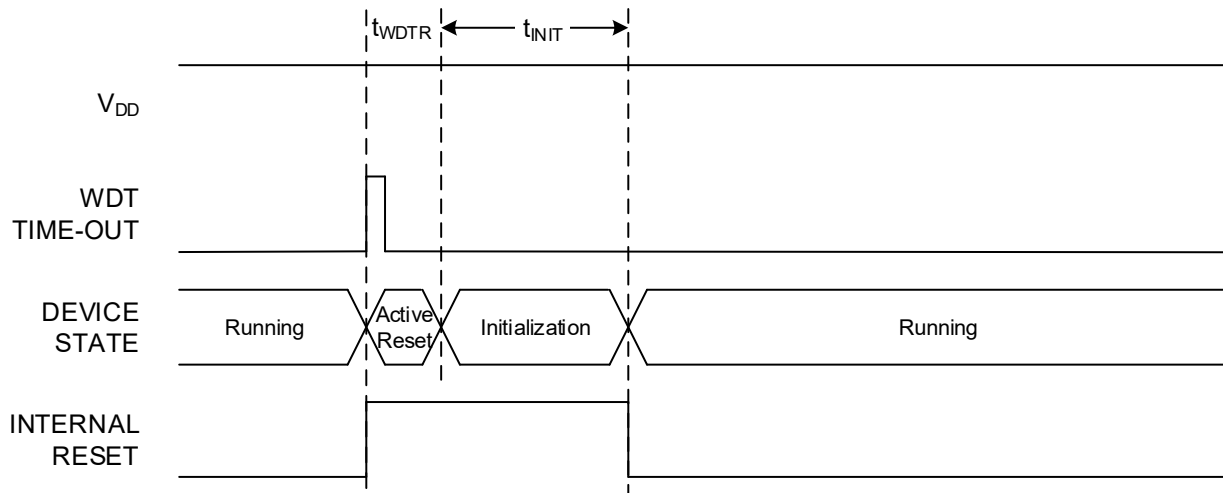 tWDTR tINIT
VDD
WDT
TIME-OUT
DEVICE
STATE
Running
Active
Reset
Initialization
Running
INTERNAL
RESET